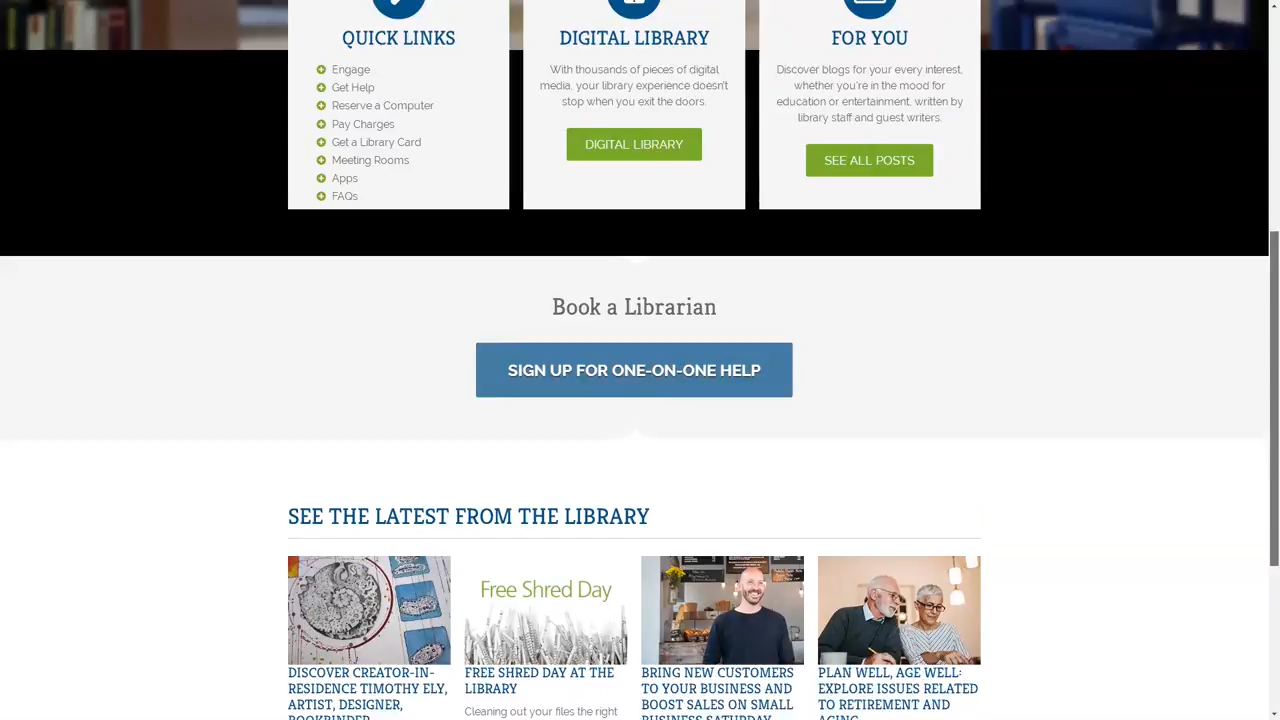 QUICK LINKS
Engage
Get Help
Reserve a Computer
Pay Charges
Get a Library Card
Meeting Rooms
Apps
FAQs
DIGITAL LIBRARY
With thousands of pieces of digital
media, your library experience doesn't
stop when you exit the doors.
DIGITAL LIBRARY
FOR YOU
Discover blogs for your every interest,
whether you're in the mood for
education or entertainment, written by
library staff and guest writers.
SEE ALL POSTS
Book a Librarian
SIGN UP FOR ONE-ON-ONE HELP
SEE THE LATEST FROM THE LIBRARY
DISCOVER CREATOR-IN-
RESIDENCE TIMOTHY ELY,
ARTIST, DESIGNER,
BOOKBINDER
Free Shred Day
FREE SHRED DAY AT THE
LIBRARY
Cleaning out your files the right
BRING NEW CUSTOMERS
TO YOUR BUSINESS AND
BOOST SALES ON SMALL
BUSINESS SATURDAY
PLAN WELL, AGE WELL:
EXPLORE ISSUES RELATED
TO RETIREMENT AND
AGING